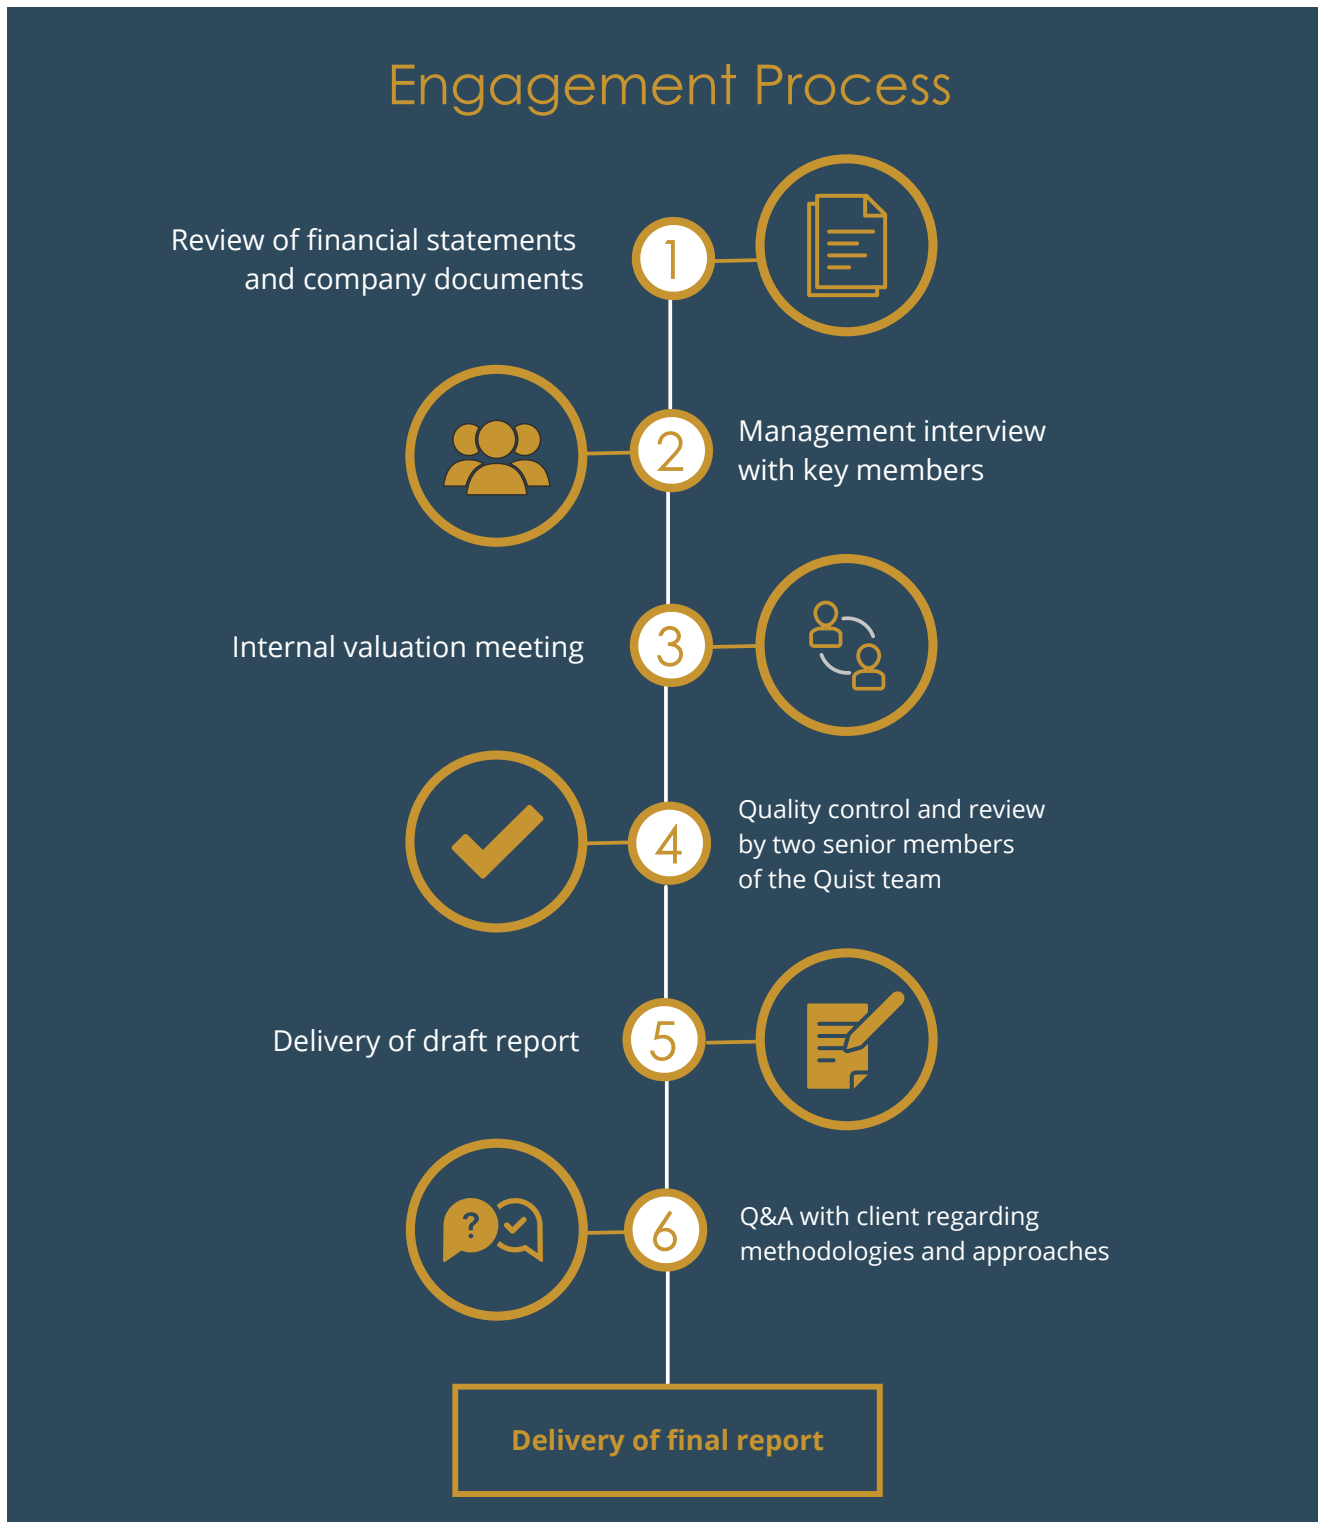 Engagement Process
1
Review of financial statements
and company documents
2
Management interview
with key members
3
Internal valuation meeting
4
Quality control and review
by two senior members
of the Quist team
5
Delivery of draft report
6
?
Q&A with client regarding
methodologies and approaches
Delivery of final report